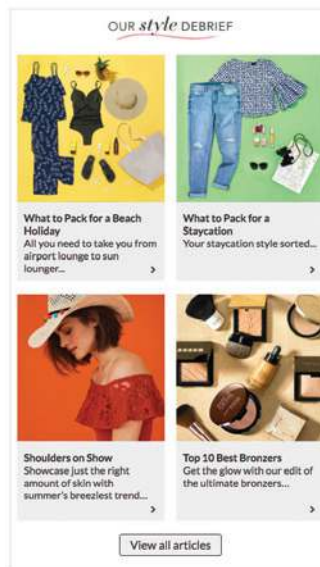 OUR style DEBRIEF
What to Pack for a Beach
Holiday
All you need to take you from
airport lounge to sun
lounger...
>
What to Pack for a
Staycation
Your staycation style sorted...
>
Shoulders on Show
Showcase just the right
amount of skin with
summer's breeziest trend...
>
Top 10 Best Bronzers
Get the glow with our edit of
the ultimate bronzers...
>
View all articles